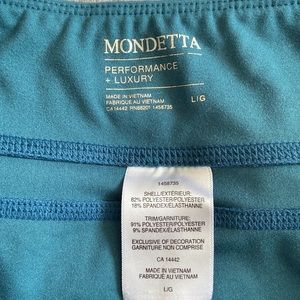 MONDETTA
PERFORMANCE
+ LUXURY
MADE IN VIETNAM
FABRIQUÉ AU VIETNAM
CA 14442 RN88201 1458735
L/G
1458735
SHELL/EXTÉRIEUR:
82% POLYESTER/POLYESTER
18% SPANDEX/ÉLASTHANNE
TRIM/GARNITURE:
91% POLYESTER/POLYESTER
9% SPANDEX/ÉLASTHANNE
EXCLUSIVE OF DECORATION
GARNITURE NON COMPRISE
CA 14442
MADE IN VIETNAM
FABRIQUÉ AU VIETNAM
L/G